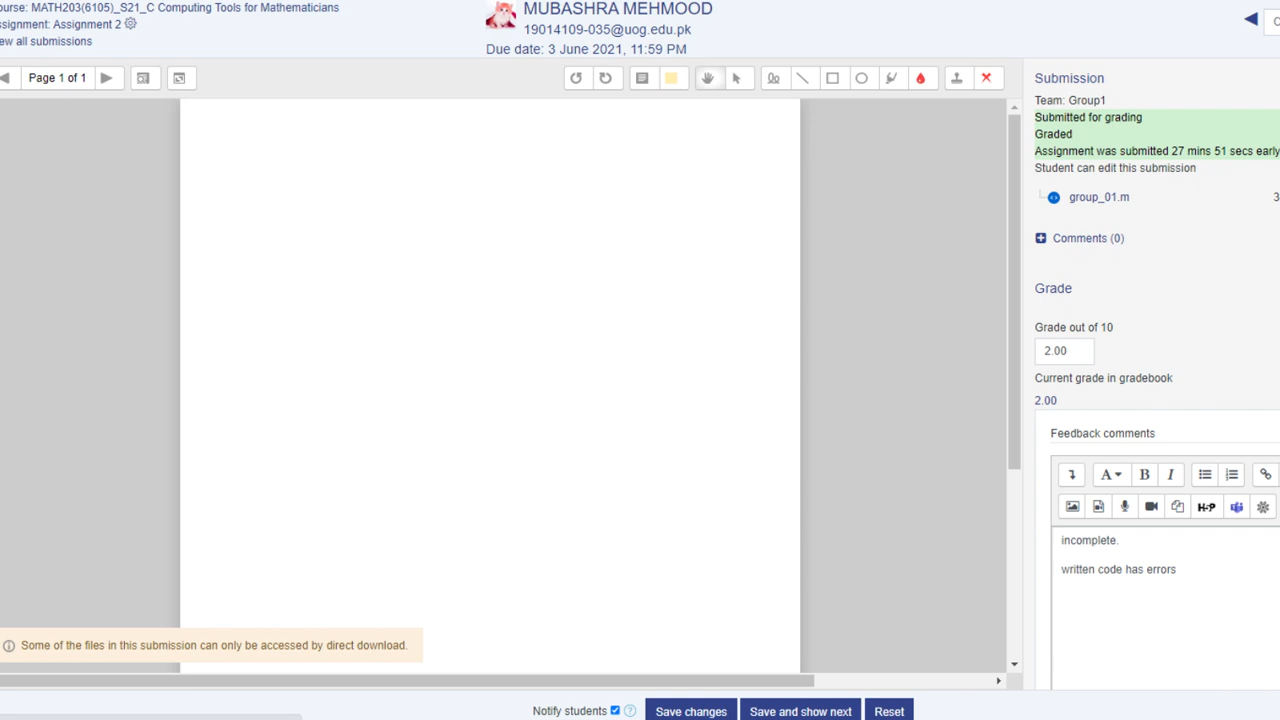 ourse: MATH203(6105)_S21_C Computing Tools for Mathematicians
ssignment: Assignment 2
ew all submissions
MUBASHRA MEHMOOD
19014109-035@uog.edu.pk
Due date: 3 June 2021, 11:59 PM
Page 1 of 1
Submission
Team: Group1
Submitted for grading
Graded
Assignment was submitted 27 mins 51 secs early
Student can edit this submission
group_01.m 3
Comments (0)
Grade
Grade out of 10
2.00
Current grade in gradebook
2.00
Feedback comments
A B I
H5P
incomplete.
written code has errors
Some of the files in this submission can only be accessed by direct download.
Notify students
Save changes
Save and show next
Reset